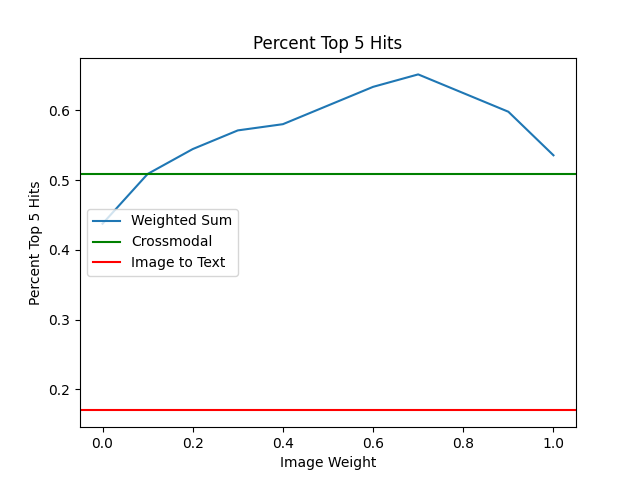 Percent Top 5 Hits
Percent Top 5 Hits
0.6
0.5
0.4
0.3
0.2
Weighted Sum
Crossmodal
Image to Text
0.0 0.2 0.4 0.6 0.8 1.0
Image Weight